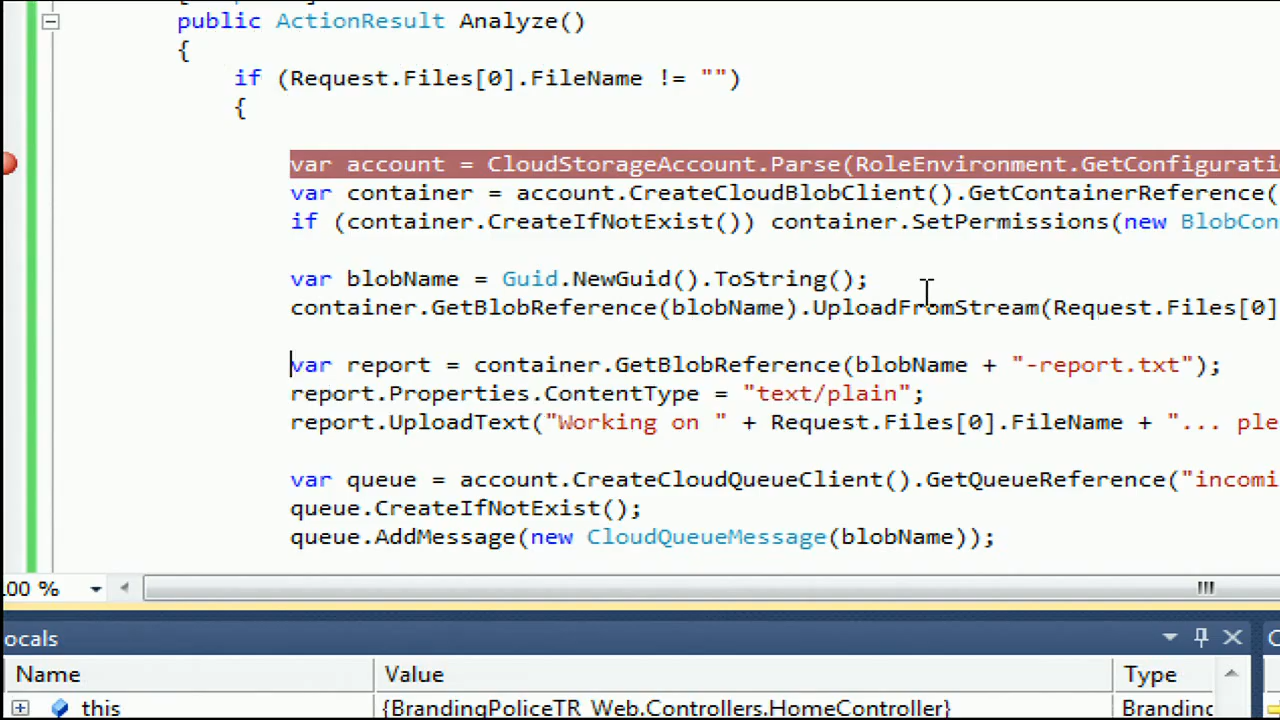 public ActionResult Analyze()
{
if (Request.Files[0].FileName != "")
{
var account = CloudStorageAccount.Parse(RoleEnvironment.GetConfigurati
var container = account.CreateCloudBlobClient().GetContainerReference(
if (container.CreateIfNotExist()) container.SetPermissions(new BlobCon
var blobName = Guid.NewGuid().ToString();
container.GetBlobReference(blobName).UploadFromStream(Request.Files[0]
var report = container.GetBlobReference(blobName + "-report.txt");
report.Properties.ContentType = "text/plain";
report.UploadText("Working on " + Request.Files[0].FileName + "... ple
var queue = account.CreateCloudQueueClient().GetQueueReference("incomi
queue.CreateIfNotExist();
queue.AddMessage(new CloudQueueMessage(blobName));
00 %
ocals
Name Value Type
this {BrandingPoliceTR_Web.Controllers.HomeController} Branding